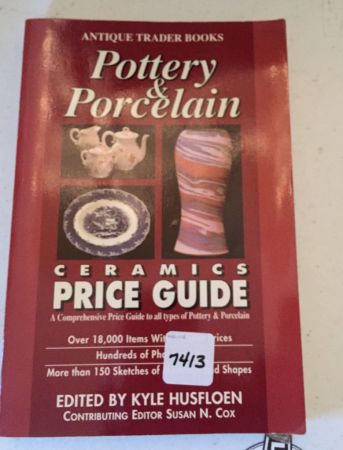 ANTIQUE TRADER BOOKS
Pottery
&
Porcelain
CERAMICS
PRICE GUIDE
A Comprehensive Price Guide to all types of Pottery & Porcelain
Over 18,000 Items With
Hundreds of
More than 150 Sketches of Shapes
7413
EDITED BY KYLE HUSFLOEN
CONTRIBUTING EDITOR SUSAN N. COX